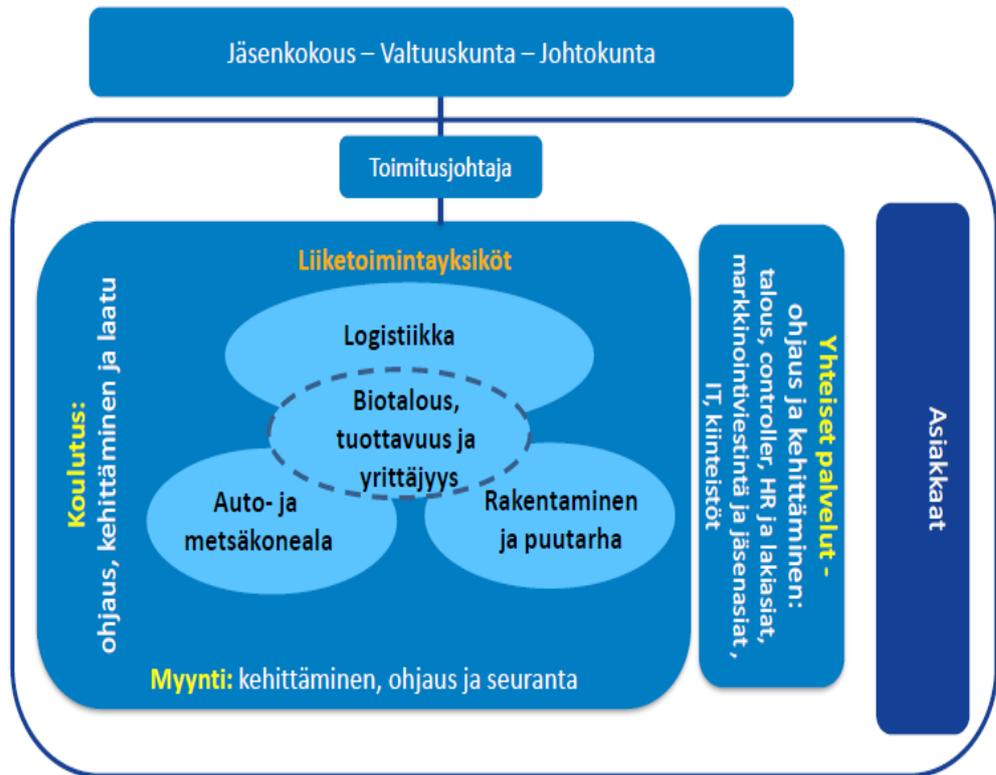 Jäsenkokous – Valtuuskunta – Johtokunta
Toimitusjohtaja
Liiketoimintayksiköt
Logistiikka
Biotalous,
tuottavuus ja
yrittäjyys
Auto- ja
metsäkoneala
Rakentaminen
ja puutarha
Koulutus:
ohjaus, kehittäminen ja laatu
Myynti: kehittäminen, ohjaus ja seuranta
Yhteiset palvelut -
ohjaus ja kehittäminen:
talous, controller, HR ja lakiasiat,
markkinointiviestintä ja jäsenasiat ,
IT, kiinteistöt
Asiakkaat